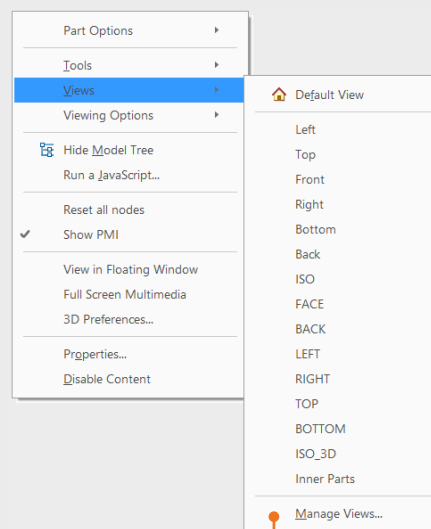 Part Options
Tools
Views
Viewing Options
Hide Model Tree
Run a JavaScript...
Reset all nodes
Show PMI
View in Floating Window
Full Screen Multimedia
3D Preferences...
Properties...
Disable Content
Default View
Left
Top
Front
Right
Bottom
Back
ISO
FACE
BACK
LEFT
RIGHT
TOP
BOTTOM
ISO_3D
Inner Parts
Manage Views...